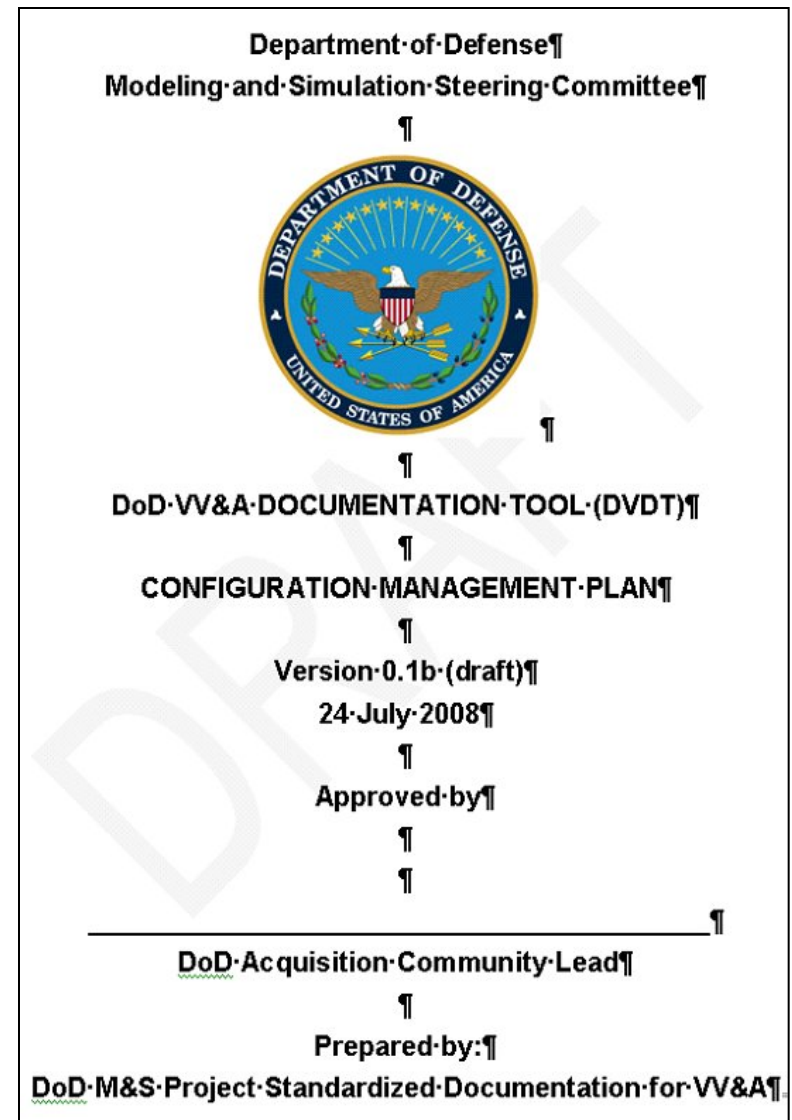 Department·of·Defense¶
Modeling·and·Simulation·Steering·Committee¶
¶
DEPARTMENT OF DEFENSE
UNITED STATES OF AMERICA
¶
¶
DoD·VV&A·DOCUMENTATION·TOOL·(DVDT)¶
¶
CONFIGURATION·MANAGEMENT·PLAN¶
¶
Version·0.1b·(draft)¶
24·July·2008¶
¶
Approved·by¶
¶
¶
¶
DoD·Acquisition·Community·Lead¶
¶
Prepared·by:¶
DoD·M&S·Project·Standardized·Documentation·for·VV&A¶
DRAFT